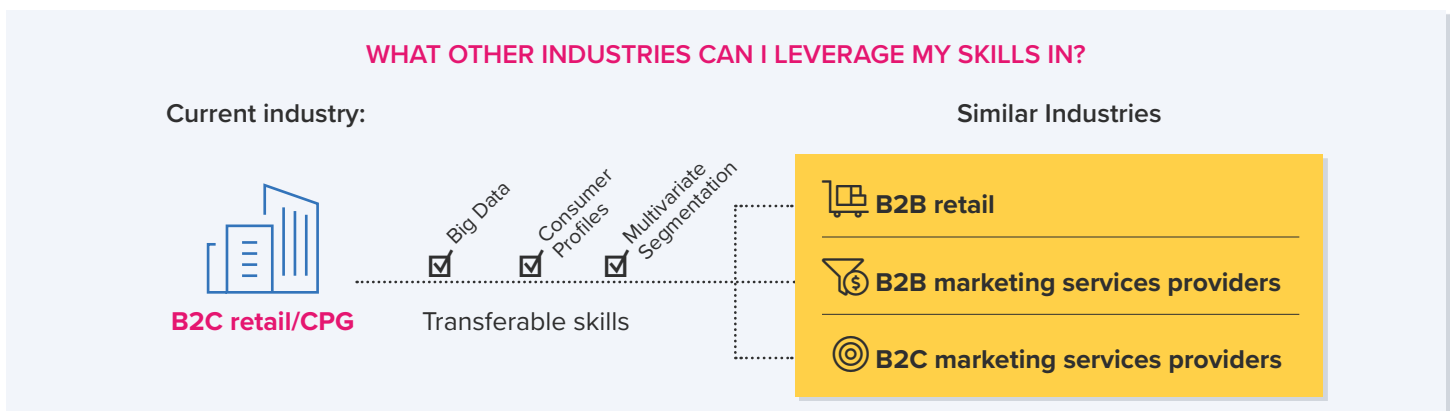 WHAT OTHER INDUSTRIES CAN I LEVERAGE MY SKILLS IN?
Current industry:
Similar Industries
B2C retail/CPG
Big Data
Consumer
Profiles
Multivariate
Segmentation
Transferable skills
B2B retail
B2B marketing services providers
B2C marketing services providers